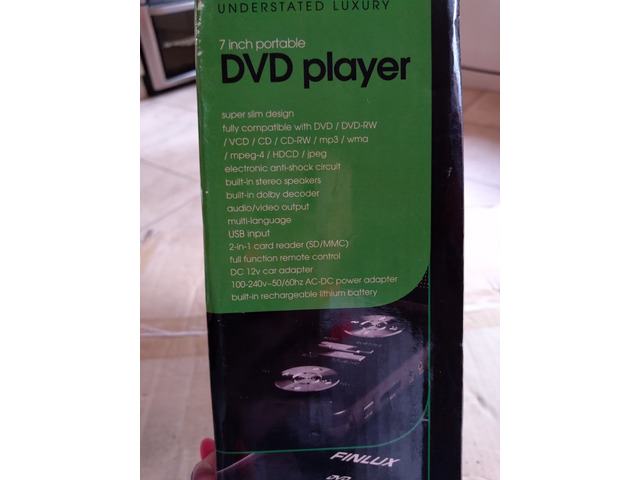 UNDERSTATED LUXURY
7 inch portable
DVD player
super slim design
fully compatible with DVD / DVD-RW
/ VCD / CD / CD-RW / mp3 / wma
/ mpeg-4 / HDCD / jpeg
electronic anti-shock circuit
built-in stereo speakers
built-in dolby decoder
audio/video output
multi-language
USB input
2-in-1 card reader (SD/MMC)
full function remote control
DC 12v car adapter
100-240v~50/60hz AC-DC power adapter
built-in rechargeable lithium battery
FINLUX
DVD